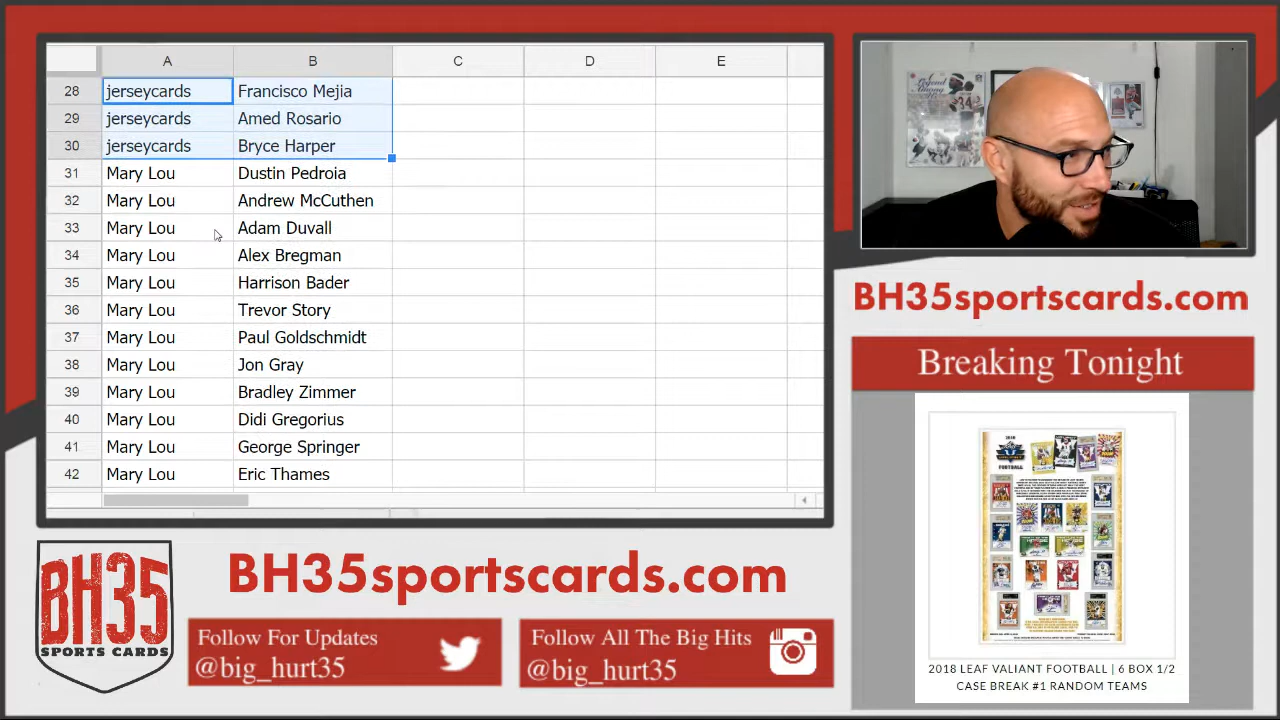 A B C D E
28 jerseycards Francisco Mejia
29 jerseycards Amed Rosario
30 jerseycards Bryce Harper
31 Mary Lou Dustin Pedroia
32 Mary Lou Andrew McCuthen
33 Mary Lou Adam Duvall
34 Mary Lou Alex Bregman
35 Mary Lou Harrison Bader
36 Mary Lou Trevor Story
37 Mary Lou Paul Goldschmidt
38 Mary Lou Jon Gray
39 Mary Lou Bradley Zimmer
40 Mary Lou Didi Gregorius
41 Mary Lou George Springer
42 Mary Lou Eric Thames
BH35sportscards.com
Breaking Tonight
FOOTBALL
2018 LEAF VALIANT FOOTBALL | 6 BOX 1/2
CASE BREAK #1 RANDOM TEAMS
BH35
SPORTS CARDS
BH35sportscards.com
Follow For Updates
@big_hurt35
Follow All The Big Hits
@big_hurt35